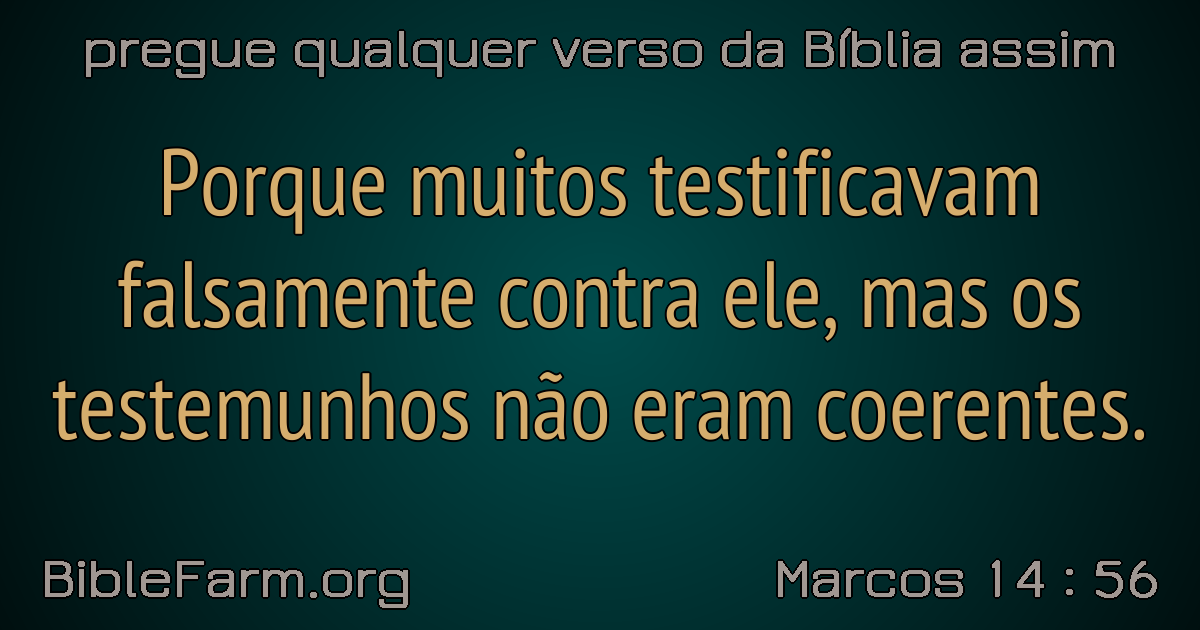 pregue qualquer verso da Bíblia assim
Porque muitos testificavam
falsamente contra ele, mas os
testemunhos não eram coerentes.
BibleFarm.org
Marcos 14 : 56